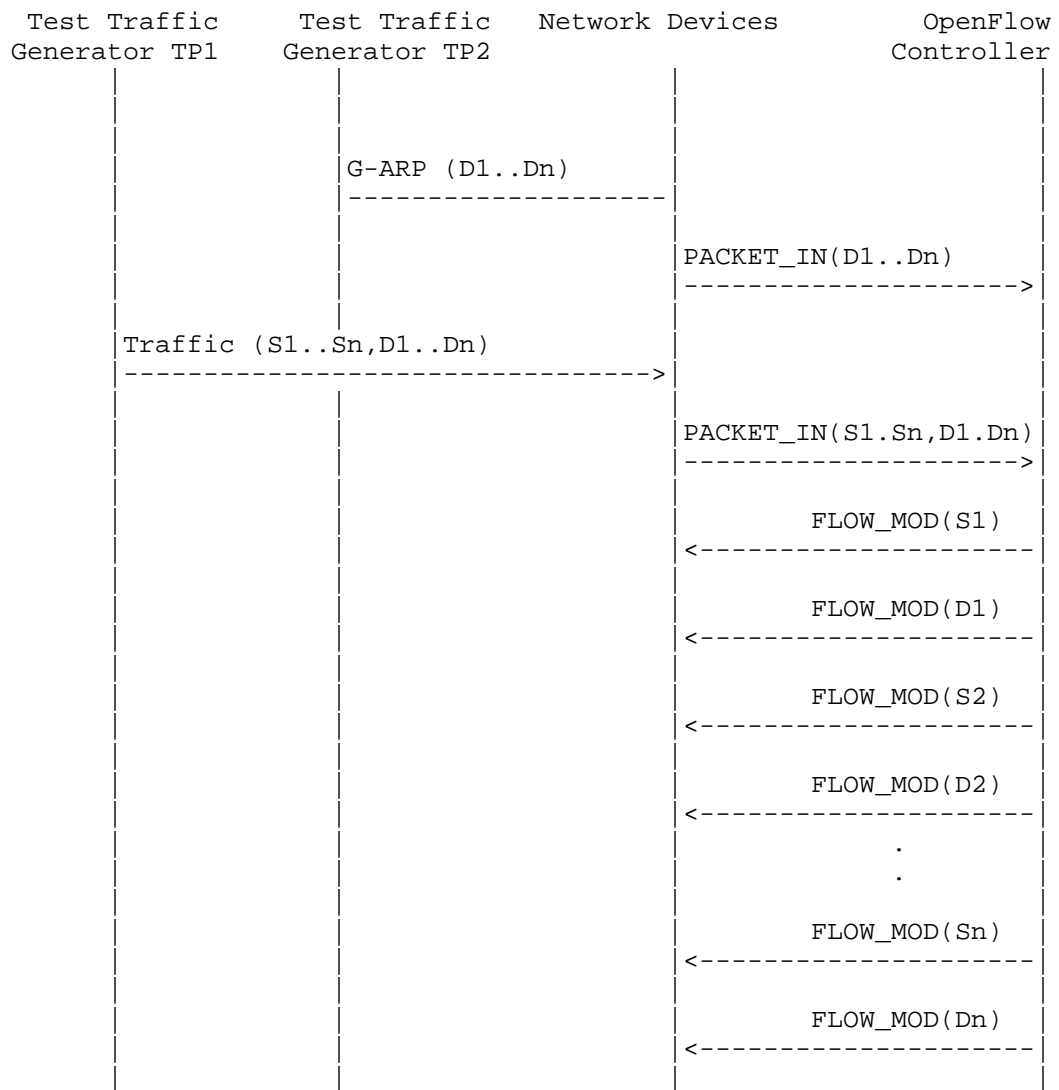 Test Traffic Test Traffic Network Devices OpenFlow
Generator TP1 Generator TP2 Controller
G-ARP (D1..Dn)
PACKET_IN(D1..Dn)
Traffic (S1..Sn,D1..Dn)
PACKET_IN(S1.Sn,D1.Dn)
FLOW_MOD(S1)
FLOW_MOD(D1)
FLOW_MOD(S2)
FLOW_MOD(D2)
.
.
FLOW_MOD(Sn)
FLOW_MOD(Dn)